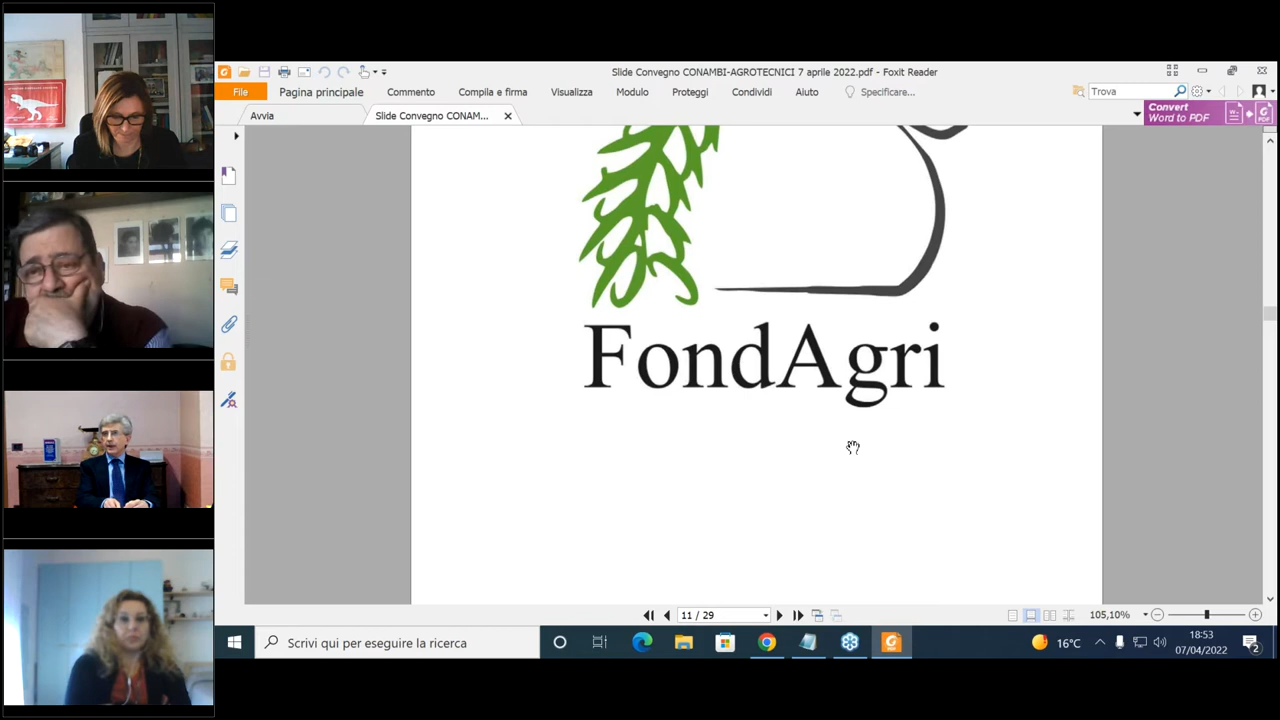 Slide Convegno CONAMBI-AGROTECNICI 7 aprile 2022.pdf - Foxit Reader
File Pagina principale Commento Compila e firma Visualizza Modulo Proteggi Condividi Aiuto Specificare... Trova
Convert
Word to PDF
Avvia Slide Convegno CONAM...
FondAgri
11 / 29 105,10%
Scrivi qui per eseguire la ricerca 16°C 18:53
07/04/2022 2